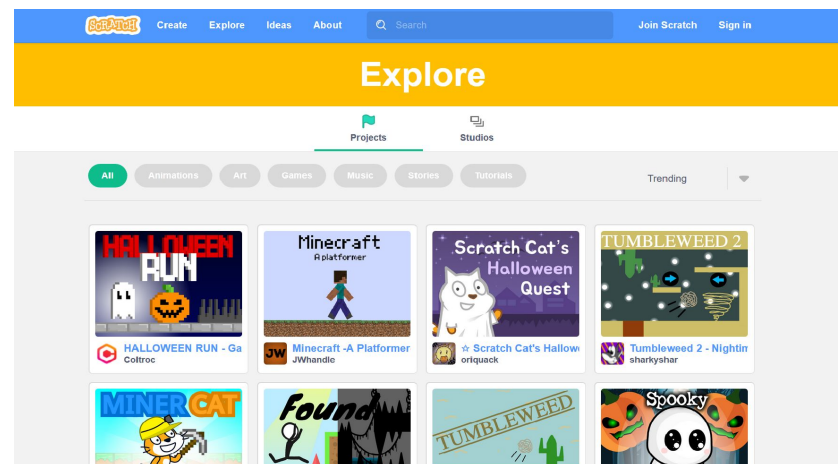 SCRATCH Create Explore Ideas About Search Join Scratch Sign in
Explore
Projects Studios
All Animations Art Games Music Stories Tutorials Trending
HALLOWEEN
RUN
Minecraft
A platformer
Scratch Cat's
Halloween
Quest
TUMBLEWEED 2
HALLOWEEN RUN - Ga
Coltroc
JW
Minecraft -A Platformer
JWhandle
☆ Scratch Cat's Hallow
oriquack
Tumbleweed 2 - Nightim
sharkyshar
MINER CAT
Found
TUMBLEWEED
Spooky